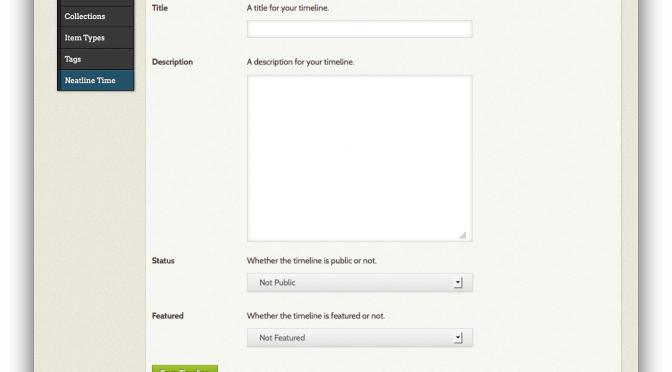 Collections
Item Types
Tags
Neatline Time
Title
A title for your timeline.
Description
A description for your timeline.
Status
Whether the timeline is public or not.
Not Public
Featured
Whether the timeline is featured or not.
Not Featured